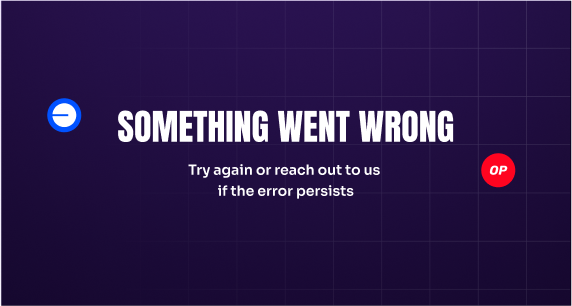 SOMETHING WENT WRONG
Try again or reach out to us
if the error persists
OP